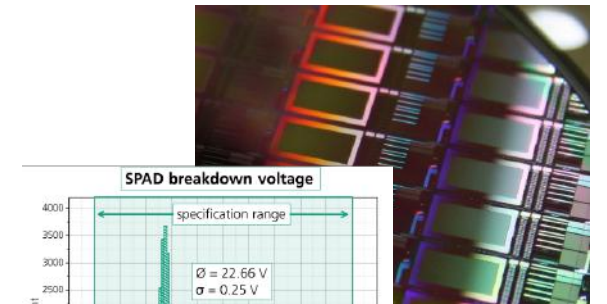 SPAD breakdown voltage
4000
specification range
3500
3000
Ø = 22.66 V
σ = 0.25 V
2500